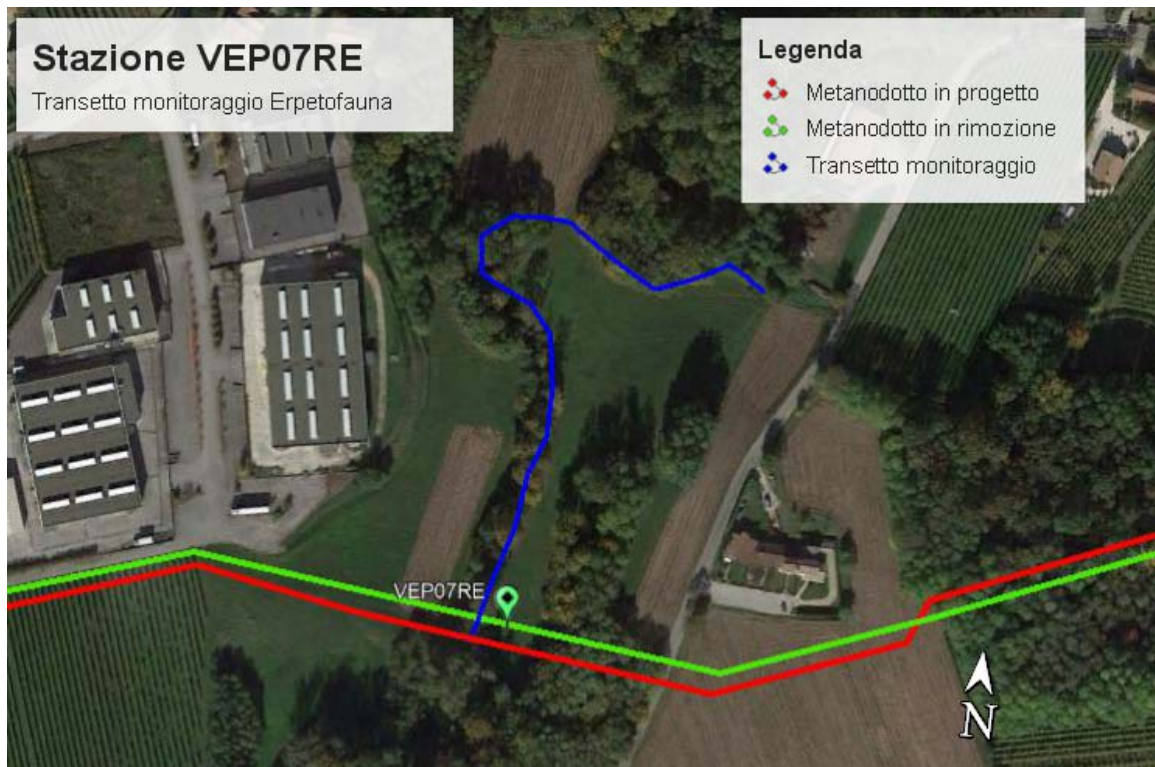 Stazione VEP07RE
Transetto monitoraggio Erpetofauna
Legenda
Metanodotto in progetto
Metanodotto in rimozione
Transetto monitoraggio
VEP07RE
N